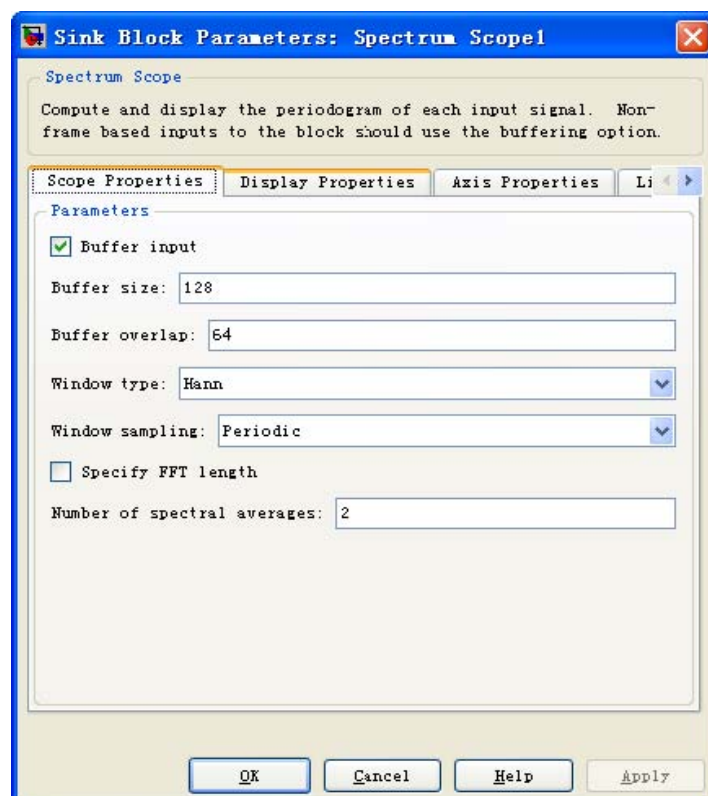 Sink Block Parameters: Spectrum Scope1
Spectrum Scope
Compute and display the periodogram of each input signal. Non-
frame based inputs to the block should use the buffering option.
Scope Properties Display Properties Axis Properties Li
Parameters
Buffer input
Buffer size: 128
Buffer overlap: 64
Window type: Hann
Window sampling: Periodic
Specify FFT length
Number of spectral averages: 2
OK Cancel Help Apply